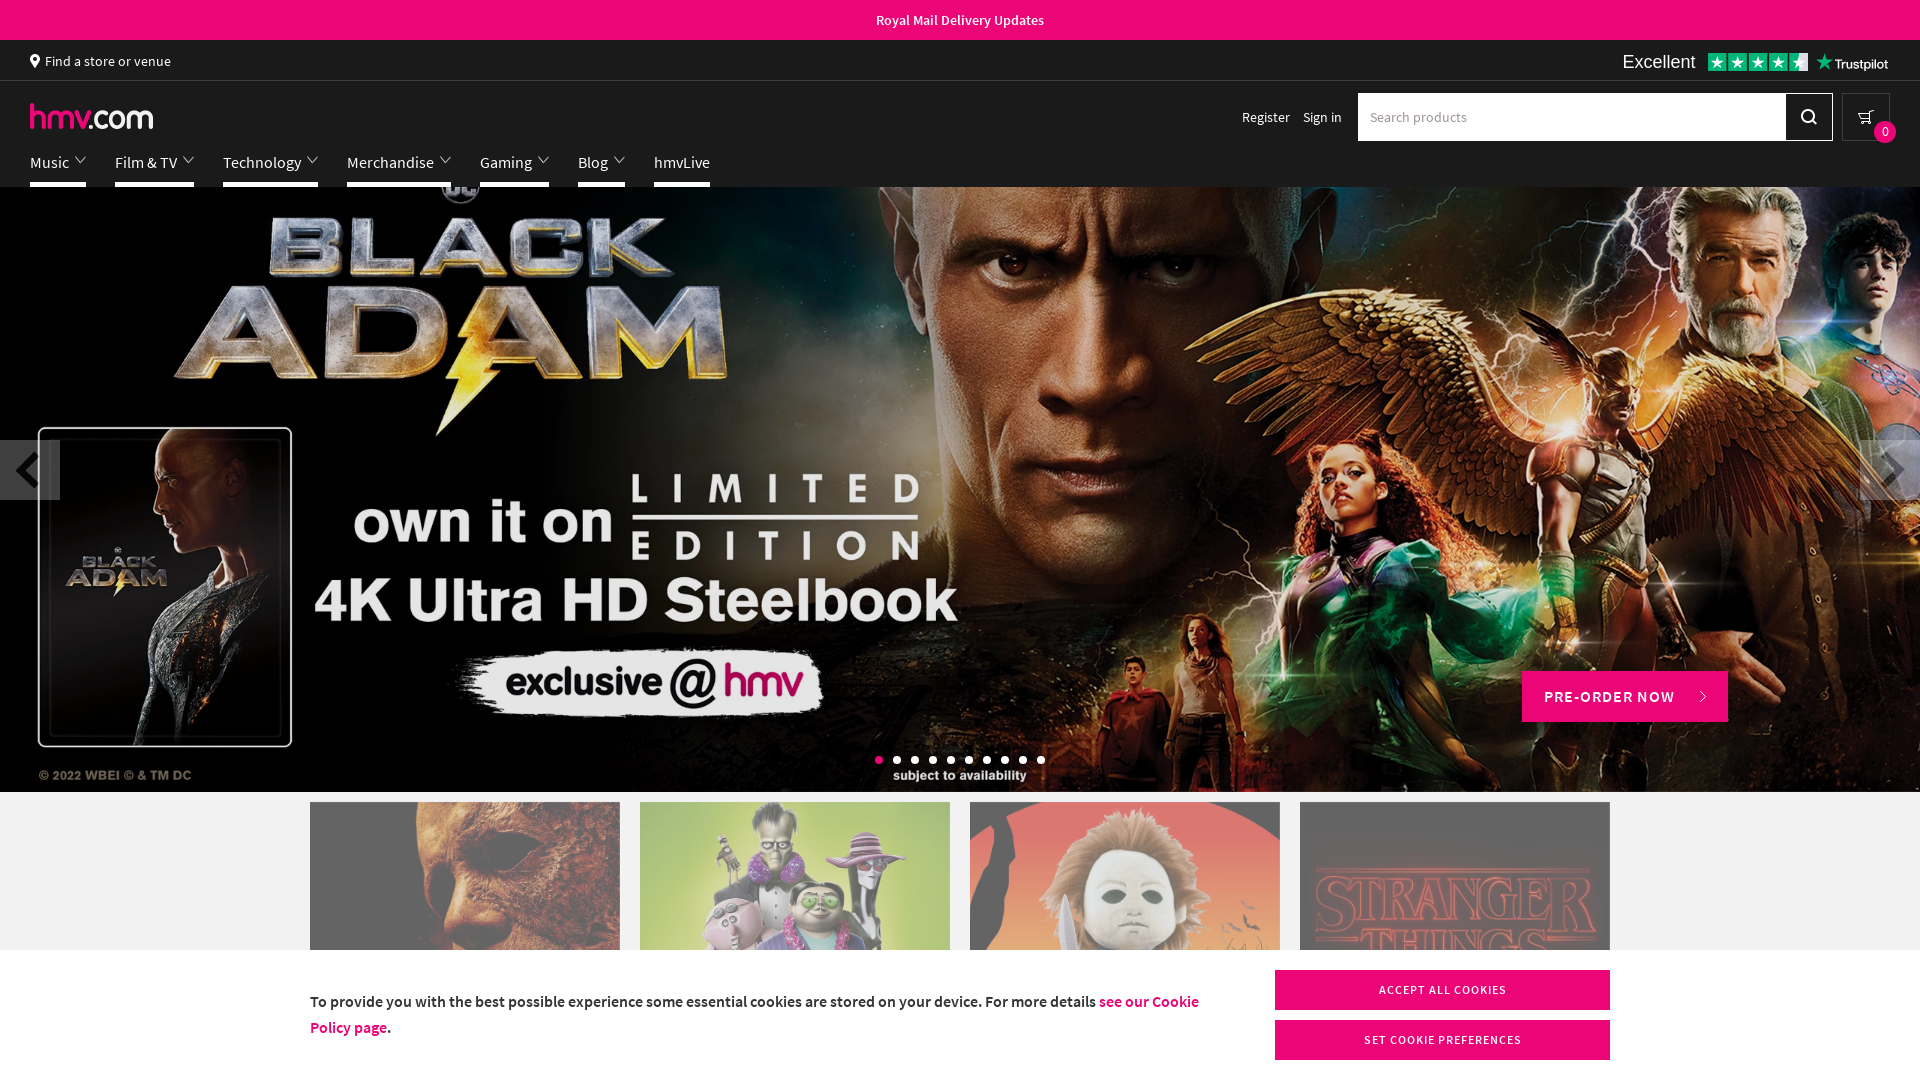 Royal Mail Delivery Updates
Find a store or venue
Excellent
Trustpilot
hmv.com
Register
Sign in
Search products
0
Music
Film & TV
Technology
Merchandise
Gaming
Blog
hmvLive
BLACK
ADAM
own it on LIMITED EDITION
4K Ultra HD Steelbook
exclusive @ hmv
BLACK
ADAM
PRE-ORDER NOW
© 2022 WBEI © & TM DC
subject to availability
STRANGER
THINGS
To provide you with the best possible experience some essential cookies are stored on your device. For more details see our Cookie
Policy page.
ACCEPT ALL COOKIES
SET COOKIE PREFERENCES